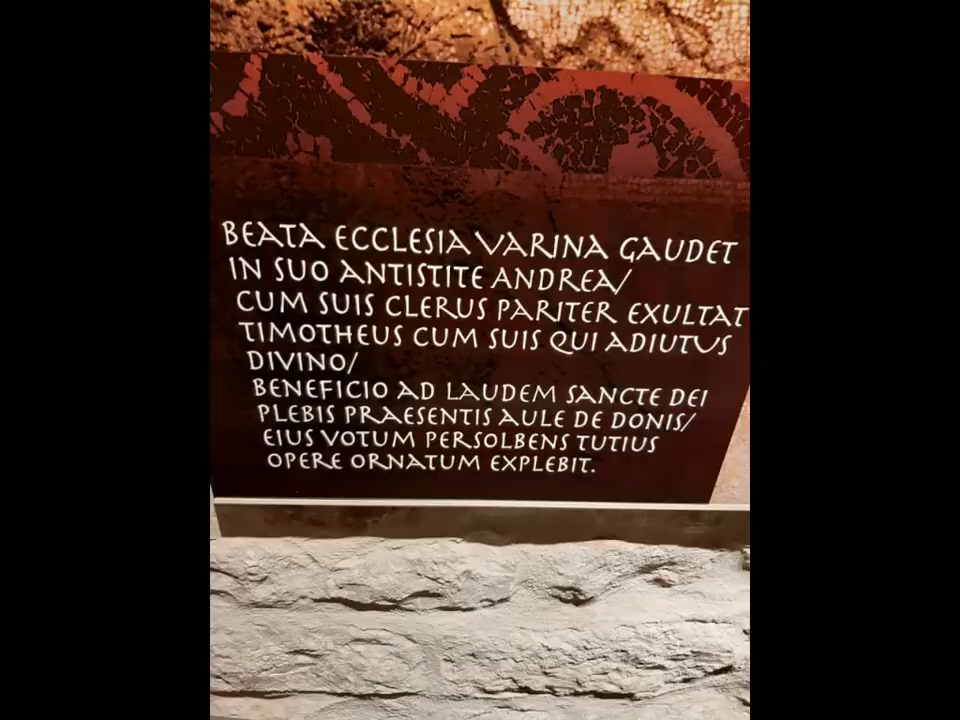 BEATA ECCLESIA VARINA GAUDET
IN SUO ANTISTITE ANDREA/
CUM SUIS CLERUS PARITER EXULTAT
TIMOTHEUS CUM SUIS QUI ADIUTUS
DIVINO/
BENEFICIO AD LAUDEM SANCTE DEI
PLEBIS PRAESENTIS AULE DE DONIS/
EIUS VOTUM PERSOLBENS TUTIUS
OPERE ORNATUM EXPLEBIT.